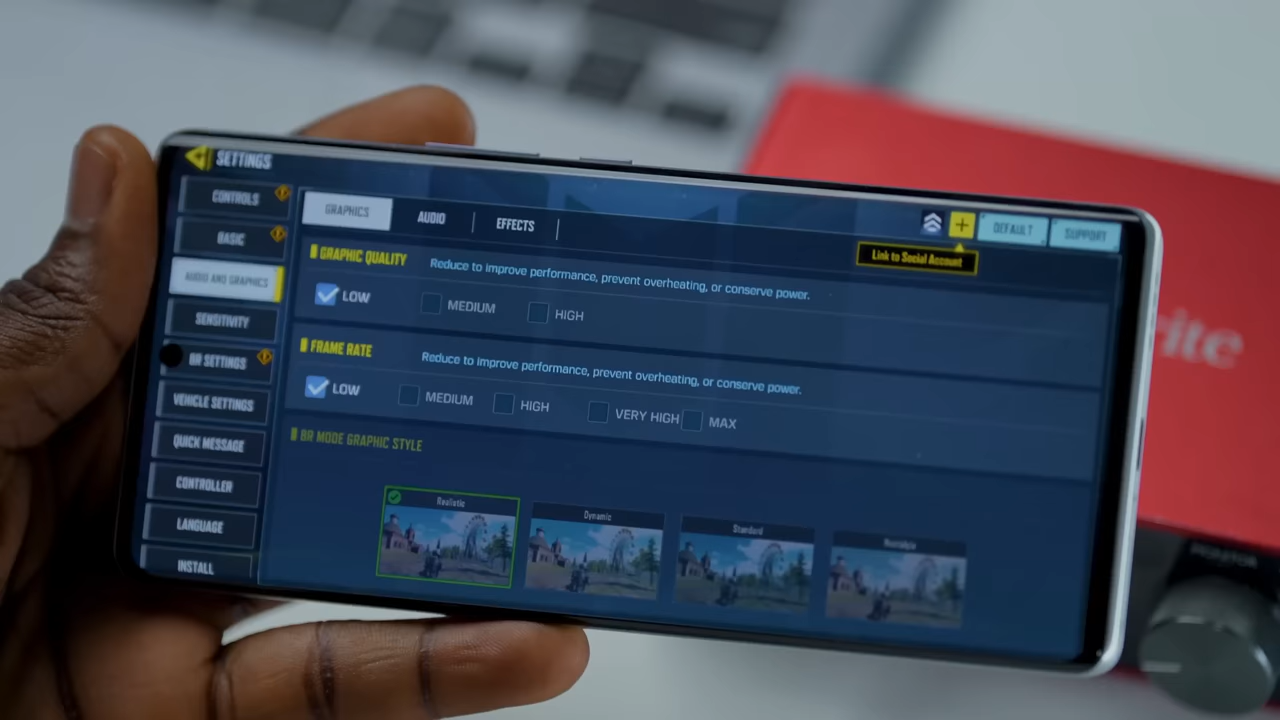 SETTINGS
CONTROLS
BASIC
AUDIO AND GRAPHICS
SENSITIVITY
BR SETTINGS
VEHICLE SETTINGS
QUICK MESSAGE
CONTROLLER
LANGUAGE
INSTALL
GRAPHICS
AUDIO
EFFECTS
DEFAULT
SUPPORT
Link to Social Account
GRAPHIC QUALITY
Reduce to improve performance, prevent overheating, or conserve power.
LOW
MEDIUM
HIGH
FRAME RATE
Reduce to improve performance, prevent overheating, or conserve power.
LOW
MEDIUM
HIGH
VERY HIGH
MAX
BR MODE GRAPHIC STYLE
Realistic
Dynamic
Standard
rite